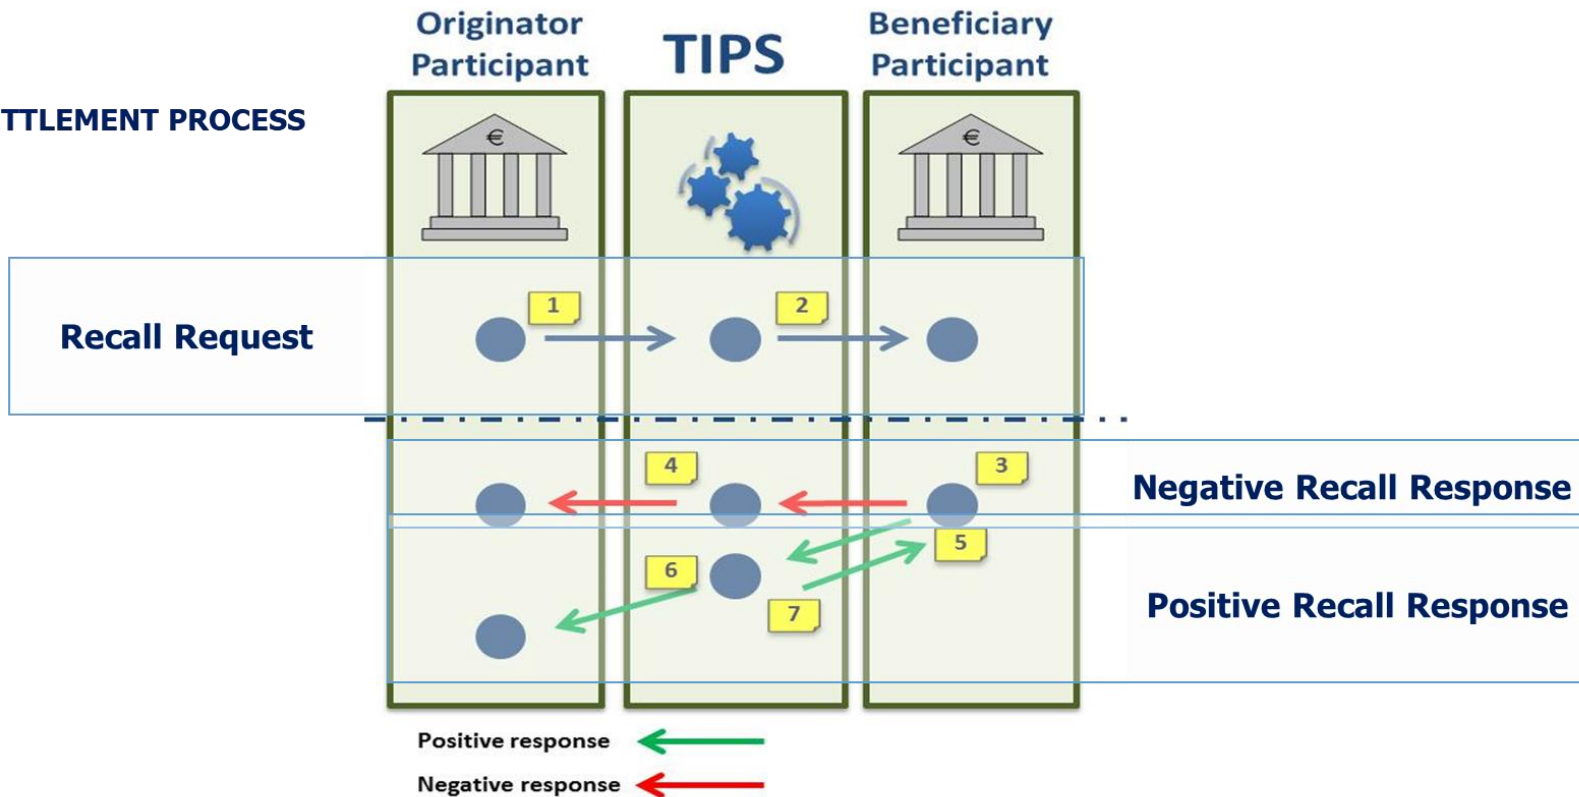 Originator
Participant
TIPS
Beneficiary
Participant
TTLEMENT PROCESS
€
€
1
2
Recall Request
4
3
Negative Recall Response
5
6
7
Positive Recall Response
Positive response
Negative response